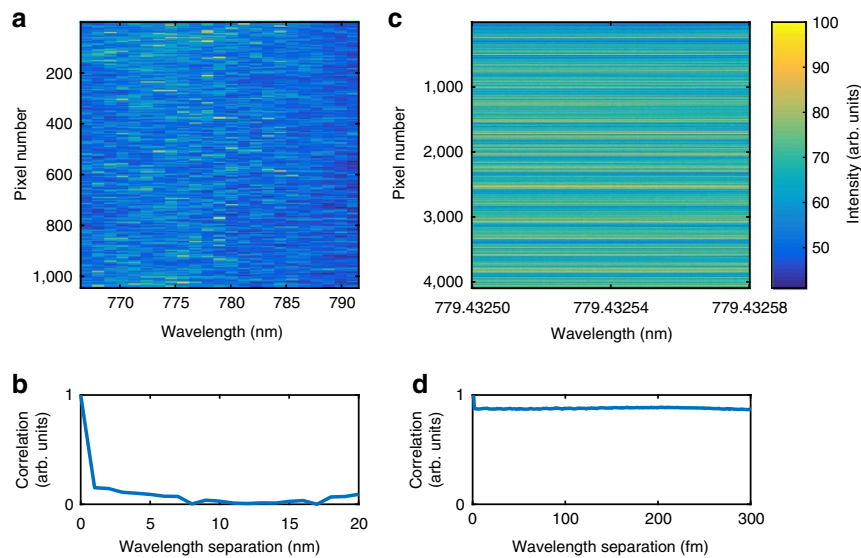 a
Pixel number
200
400
600
800
1,000
770
775
780
785
790
Wavelength (nm)
c
Pixel number
1,000
2,000
3,000
4,000
779.43250
779.43254
779.43258
Wavelength (nm)
100
90
80
70
60
50
Intensity (arb. units)
b
Correlation
(arb. units)
1
0
0
5
10
15
20
Wavelength separation (nm)
d
Correlation
(arb. units)
1
0
0
100
200
300
Wavelength separation (fm)